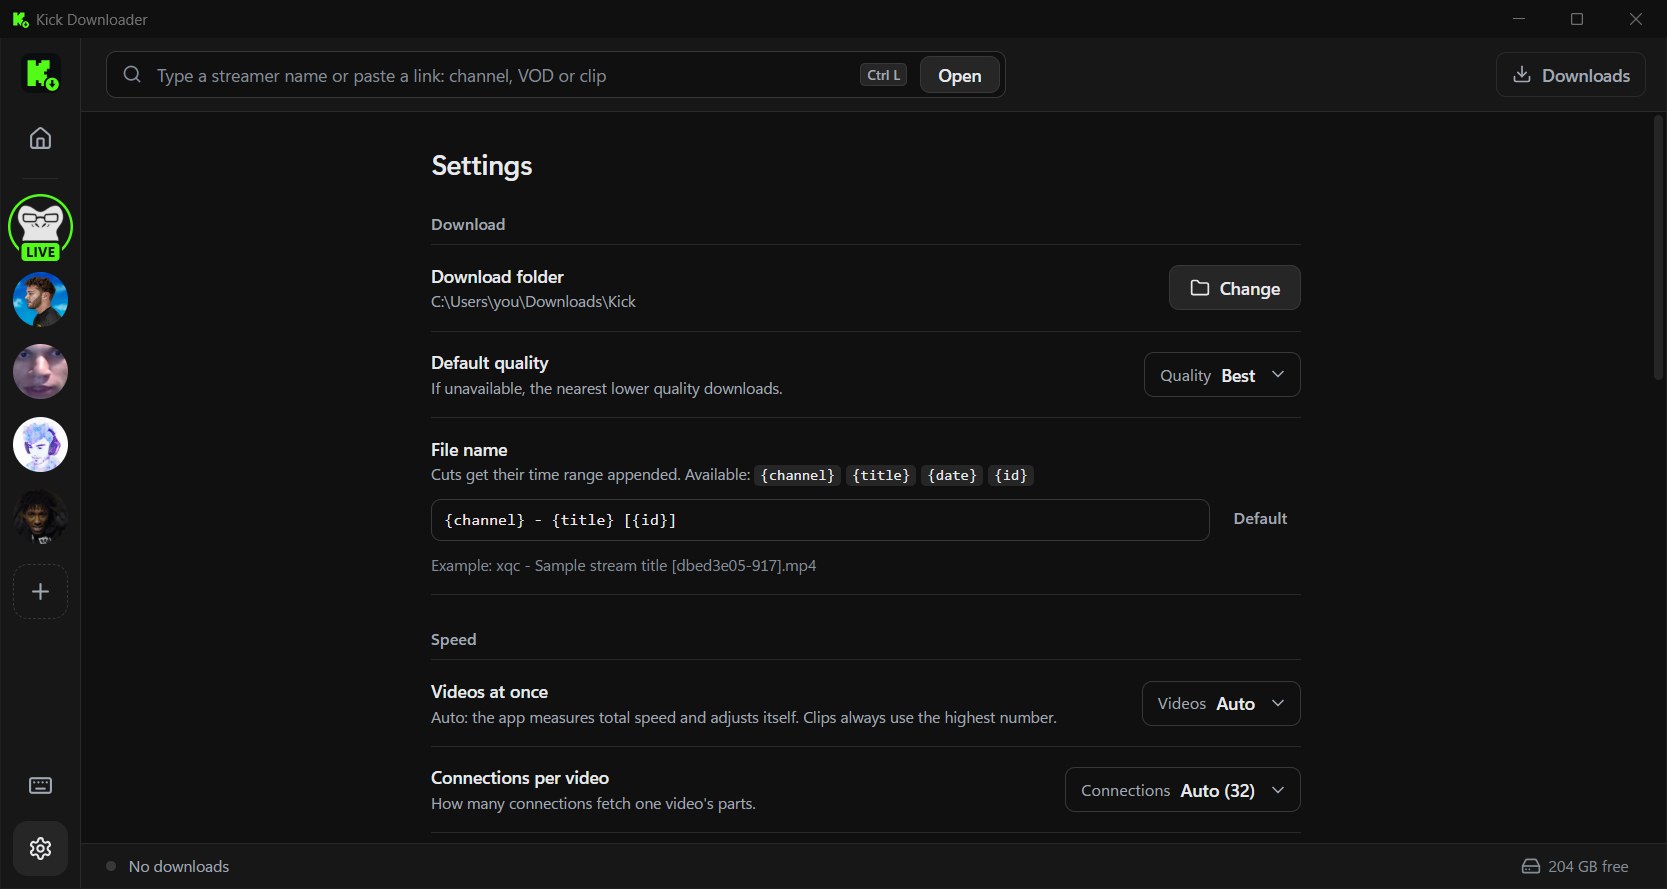 Kick Downloader
Type a streamer name or paste a link: channel, VOD or clip
Ctrl L
Open
Downloads
LIVE
Settings
Download
Download folder
C:\Users\you\Downloads\Kick
Change
Default quality
If unavailable, the nearest lower quality downloads.
Quality Best
File name
Cuts get their time range appended. Available: {channel} {title} {date} {id}
{channel} - {title} [{id}]
Default
Example: xqc - Sample stream title [dbed3e05-917].mp4
Speed
Videos at once
Auto: the app measures total speed and adjusts itself. Clips always use the highest number.
Videos Auto
Connections per video
How many connections fetch one video's parts.
Connections Auto (32)
No downloads
204 GB free